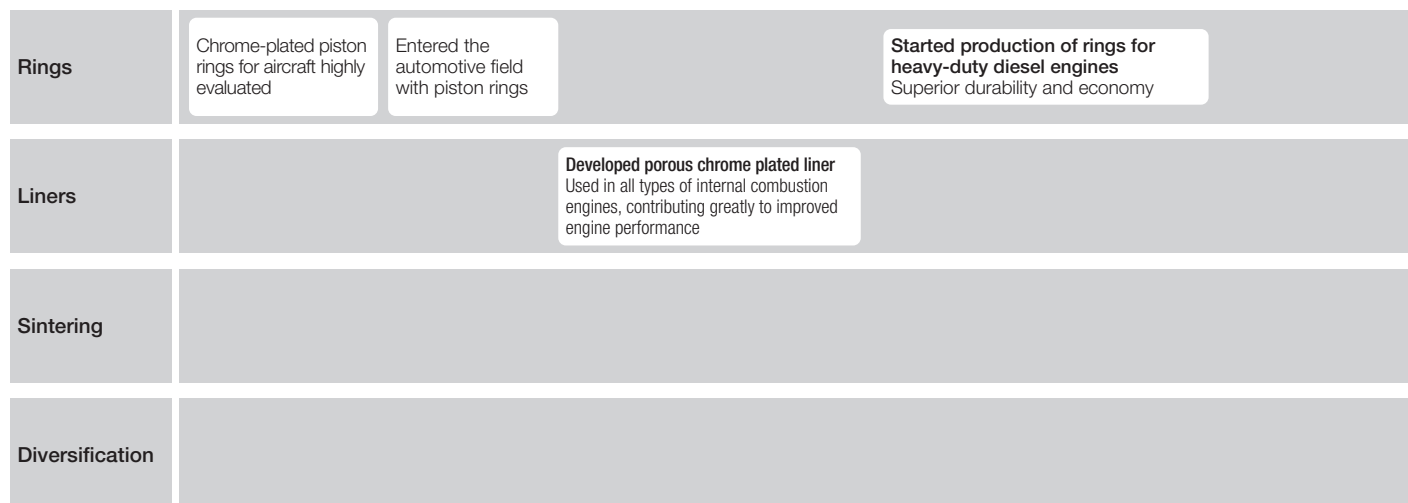 Rings
Chrome-plated piston
rings for aircraft highly
evaluated
Entered the
automotive field
with piston rings
Started production of rings for
heavy-duty diesel engines
Superior durability and economy
Liners
Developed porous chrome plated liner
Used in all types of internal combustion
engines, contributing greatly to improved
engine performance
Sintering
Diversification